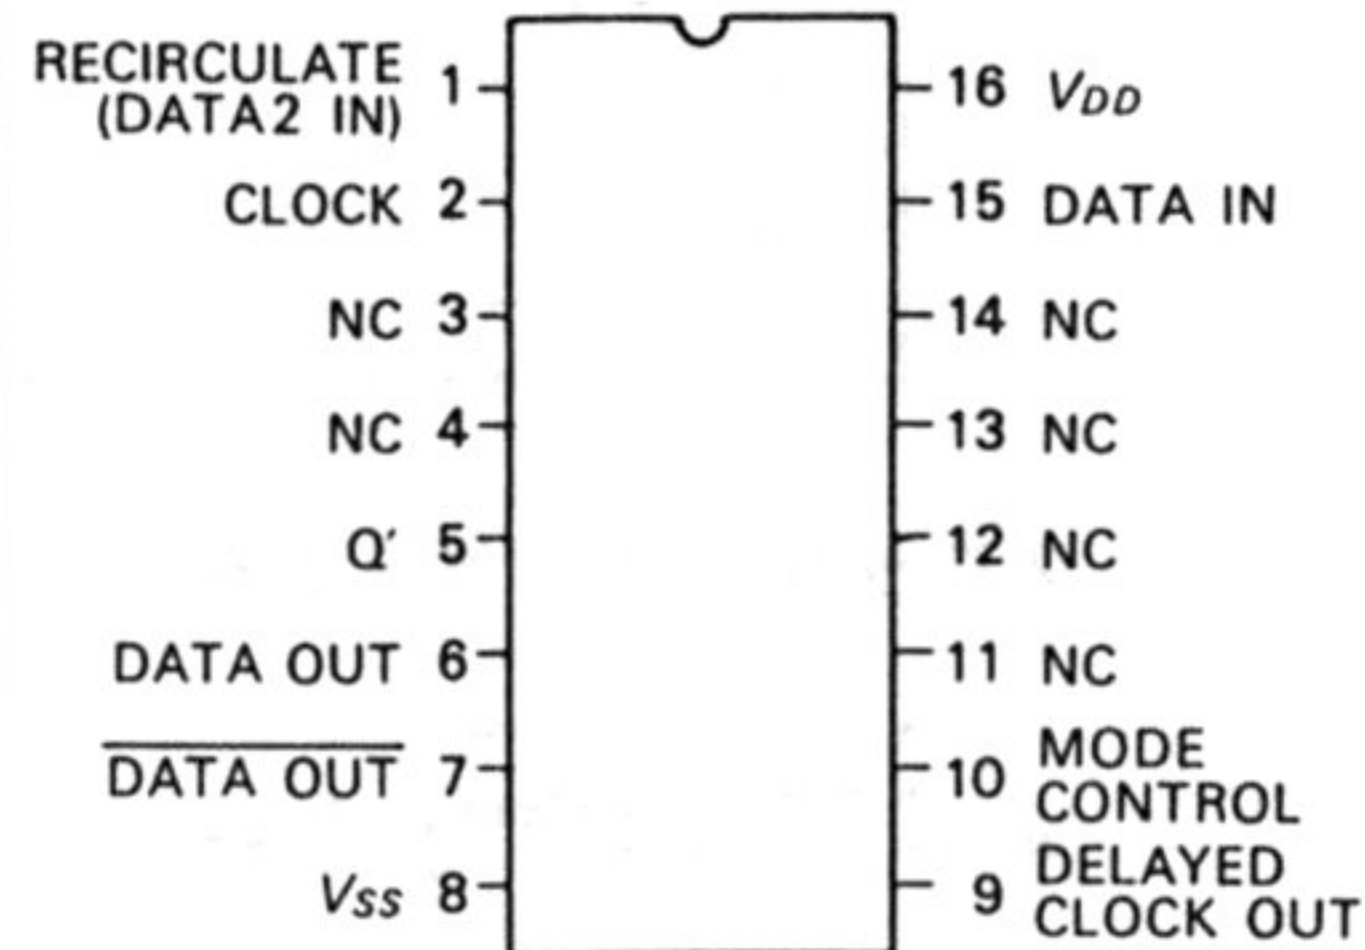 RECIRCULATE
(DATA2 IN) 1
16 VDD
CLOCK 2
15 DATA IN
NC 3
14 NC
NC 4
13 NC
Q′ 5
12 NC
DATA OUT 6
11 NC
DATA OUT 7
10 MODE
CONTROL
VSS 8
9 DELAYED
CLOCK OUT